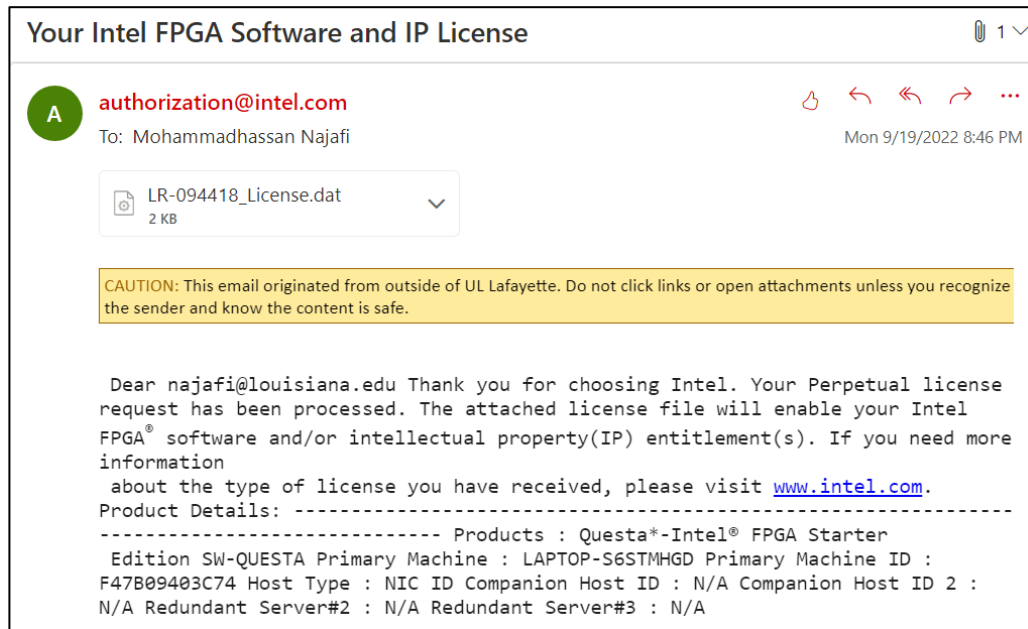 Your Intel FPGA Software and IP License
1
A
authorization@intel.com
To: Mohammadhassan Najafi
Mon 9/19/2022 8:46 PM
LR-094418_License.dat
2 KB
CAUTION: This email originated from outside of UL Lafayette. Do not click links or open attachments unless you recognize
the sender and know the content is safe.
Dear najafi@louisiana.edu Thank you for choosing Intel. Your Perpetual license
request has been processed. The attached license file will enable your Intel
FPGA® software and/or intellectual property(IP) entitlement(s). If you need more
information
about the type of license you have received, please visit www.intel.com.
Product Details: --------------------------------------------------------------
------------------------------ Products : Questa*-Intel® FPGA Starter
Edition SW-QUESTA Primary Machine : LAPTOP-S6STMHGD Primary Machine ID :
F47B09403C74 Host Type : NIC ID Companion Host ID : N/A Companion Host ID 2 :
N/A Redundant Server#2 : N/A Redundant Server#3 : N/A